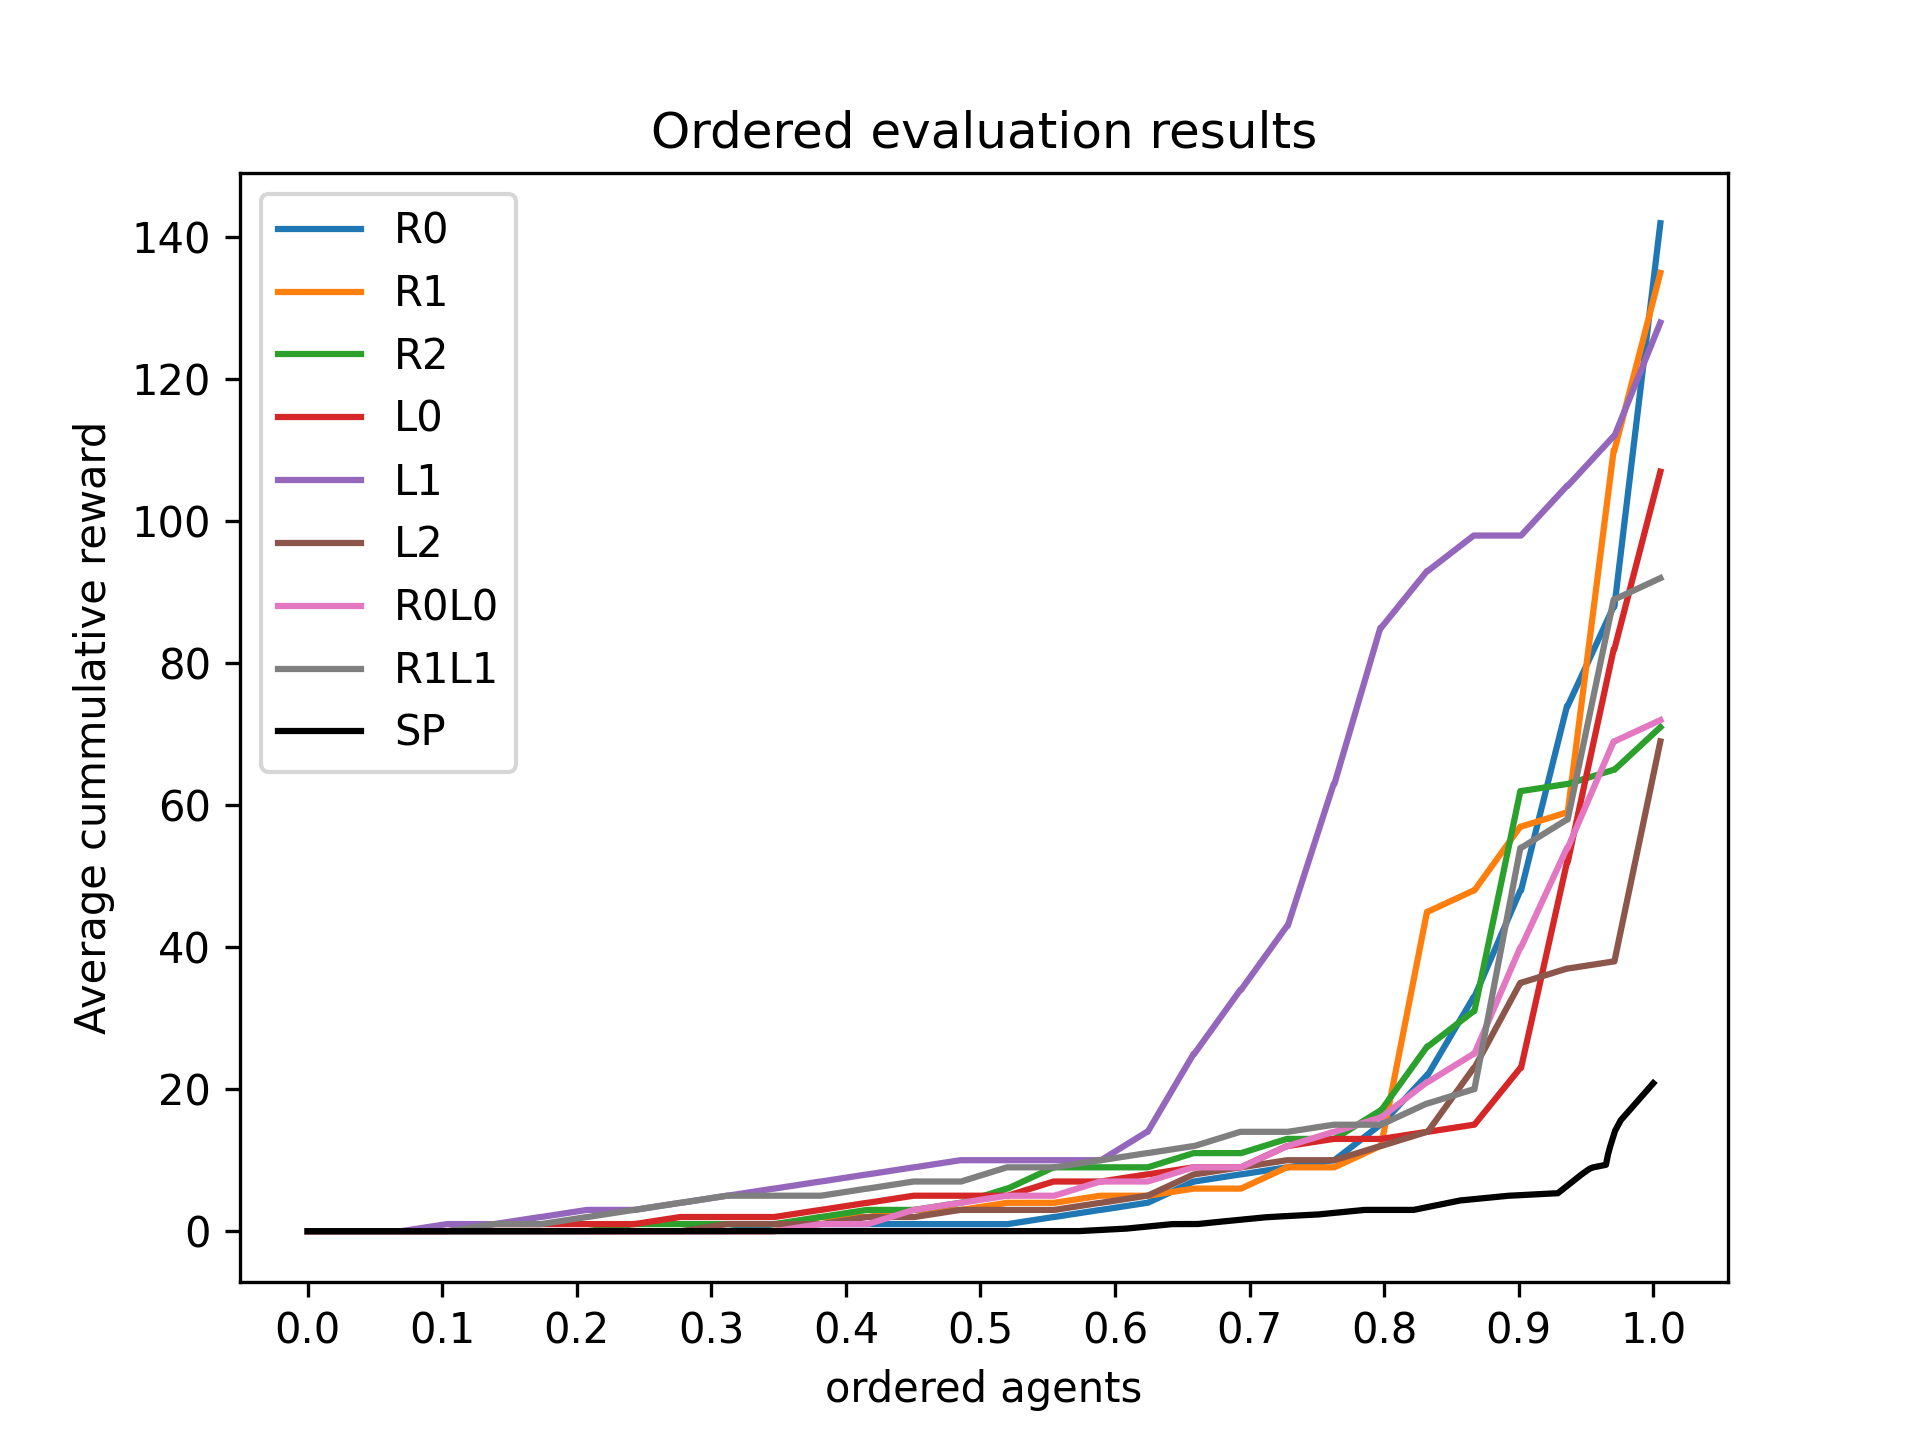 Ordered evaluation results
Average cummulative reward
140
120
100
80
60
40
20
0
R0
R1
R2
L0
L1
L2
R0L0
R1L1
SP
0.0 0.1 0.2 0.3 0.4 0.5 0.6 0.7 0.8 0.9 1.0
ordered agents